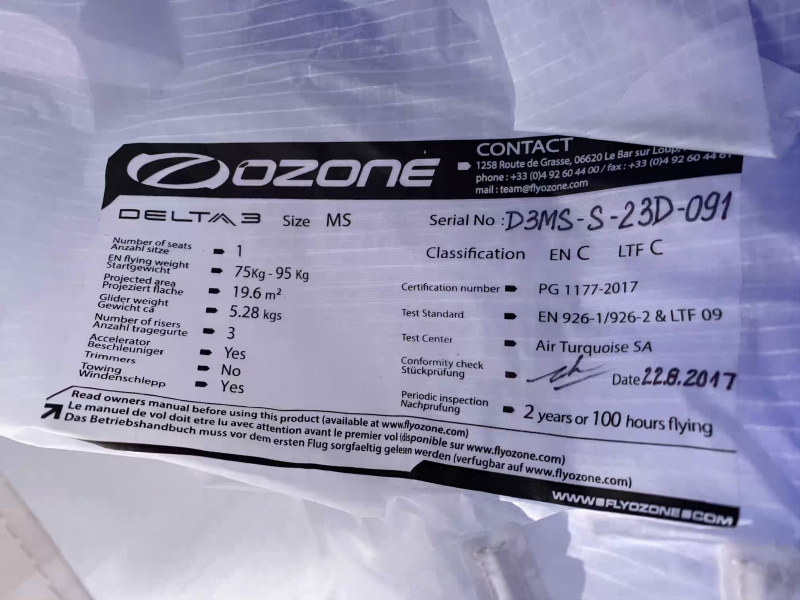 OZONE
CONTACT
1258 Route de Grasse, 06620 Le Bar sur Loup,
phone : +33 (0)4 92 60 44 00 / fax : +33 (0)4 92 60 44 01
mail : team@flyozone.com
DELTA 3 Size MS
Serial No : D3MS-S-23D-091
Classification EN C LTF C
Number of seats
Anzahl sitze 1
EN flying weight
Startgewicht 75Kg - 95 Kg
Projected area
Projeziert flache 19.6 m²
Glider weight
Gewicht ca 5.28 kgs
Number of risers
Anzahl tragegurte 3
Accelerator
Beschleuniger Yes
Trimmers No
Towing
Windenschlepp Yes
Certification number PG 1177-2017
Test Standard EN 926-1/926-2 & LTF 09
Test Center Air Turquoise SA
Conformity check
Stückprüfung Date 22.8.2017
Periodic inspection
Nachprufung 2 years or 100 hours flying
Read owners manual before using this product (available at www.flyozone.com)
Le manuel de vol doit etre lu avec attention avant le premier vol (disponible sur www.flyozone.com)
Das Betriebshandbuch muss vor dem ersten Flug sorgfaeltig gelesen werden (verfugbar auf www.flyozone.com)
WWW.FLYOZONE.COM